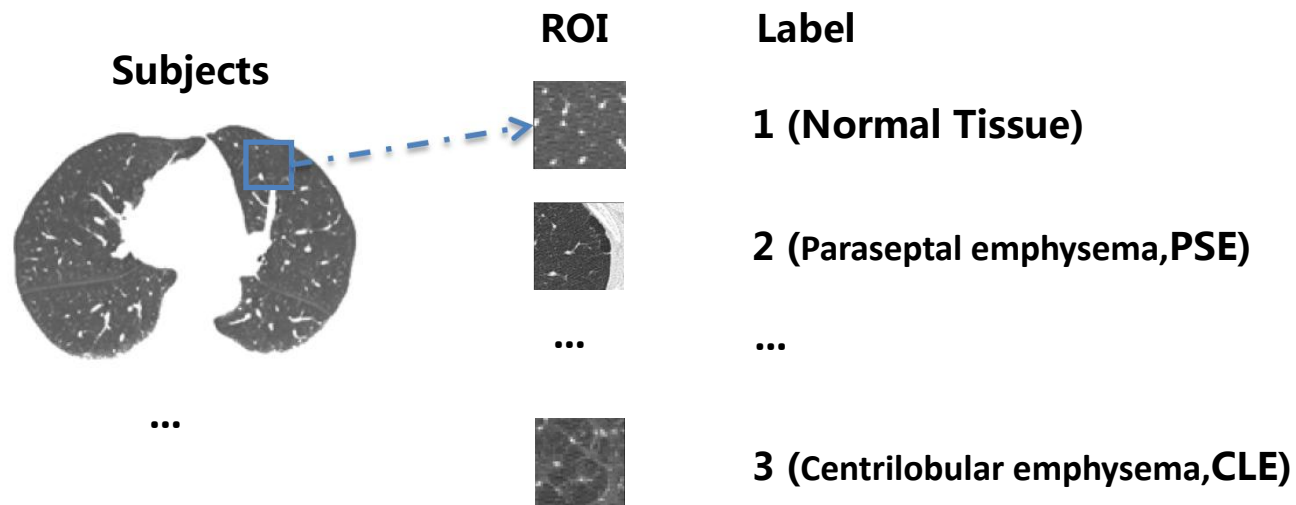 ROI
Label
Subjects
1 (Normal Tissue)
2 (Paraseptal emphysema,PSE)
...
...
...
3 (Centrilobular emphysema,CLE)